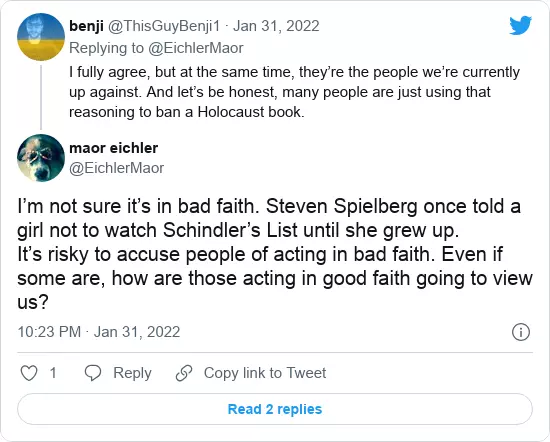 benji @ThisGuyBenji1 · Jan 31, 2022
Replying to @EichlerMaor
I fully agree, but at the same time, they’re the people we’re currently
up against. And let’s be honest, many people are just using that
reasoning to ban a Holocaust book.
maor eichler
@EichlerMaor
I’m not sure it’s in bad faith. Steven Spielberg once told a
girl not to watch Schindler’s List until she grew up.
It’s risky to accuse people of acting in bad faith. Even if
some are, how are those acting in good faith going to view
us?
10:23 PM · Jan 31, 2022
1 Reply Copy link to Tweet
Read 2 replies